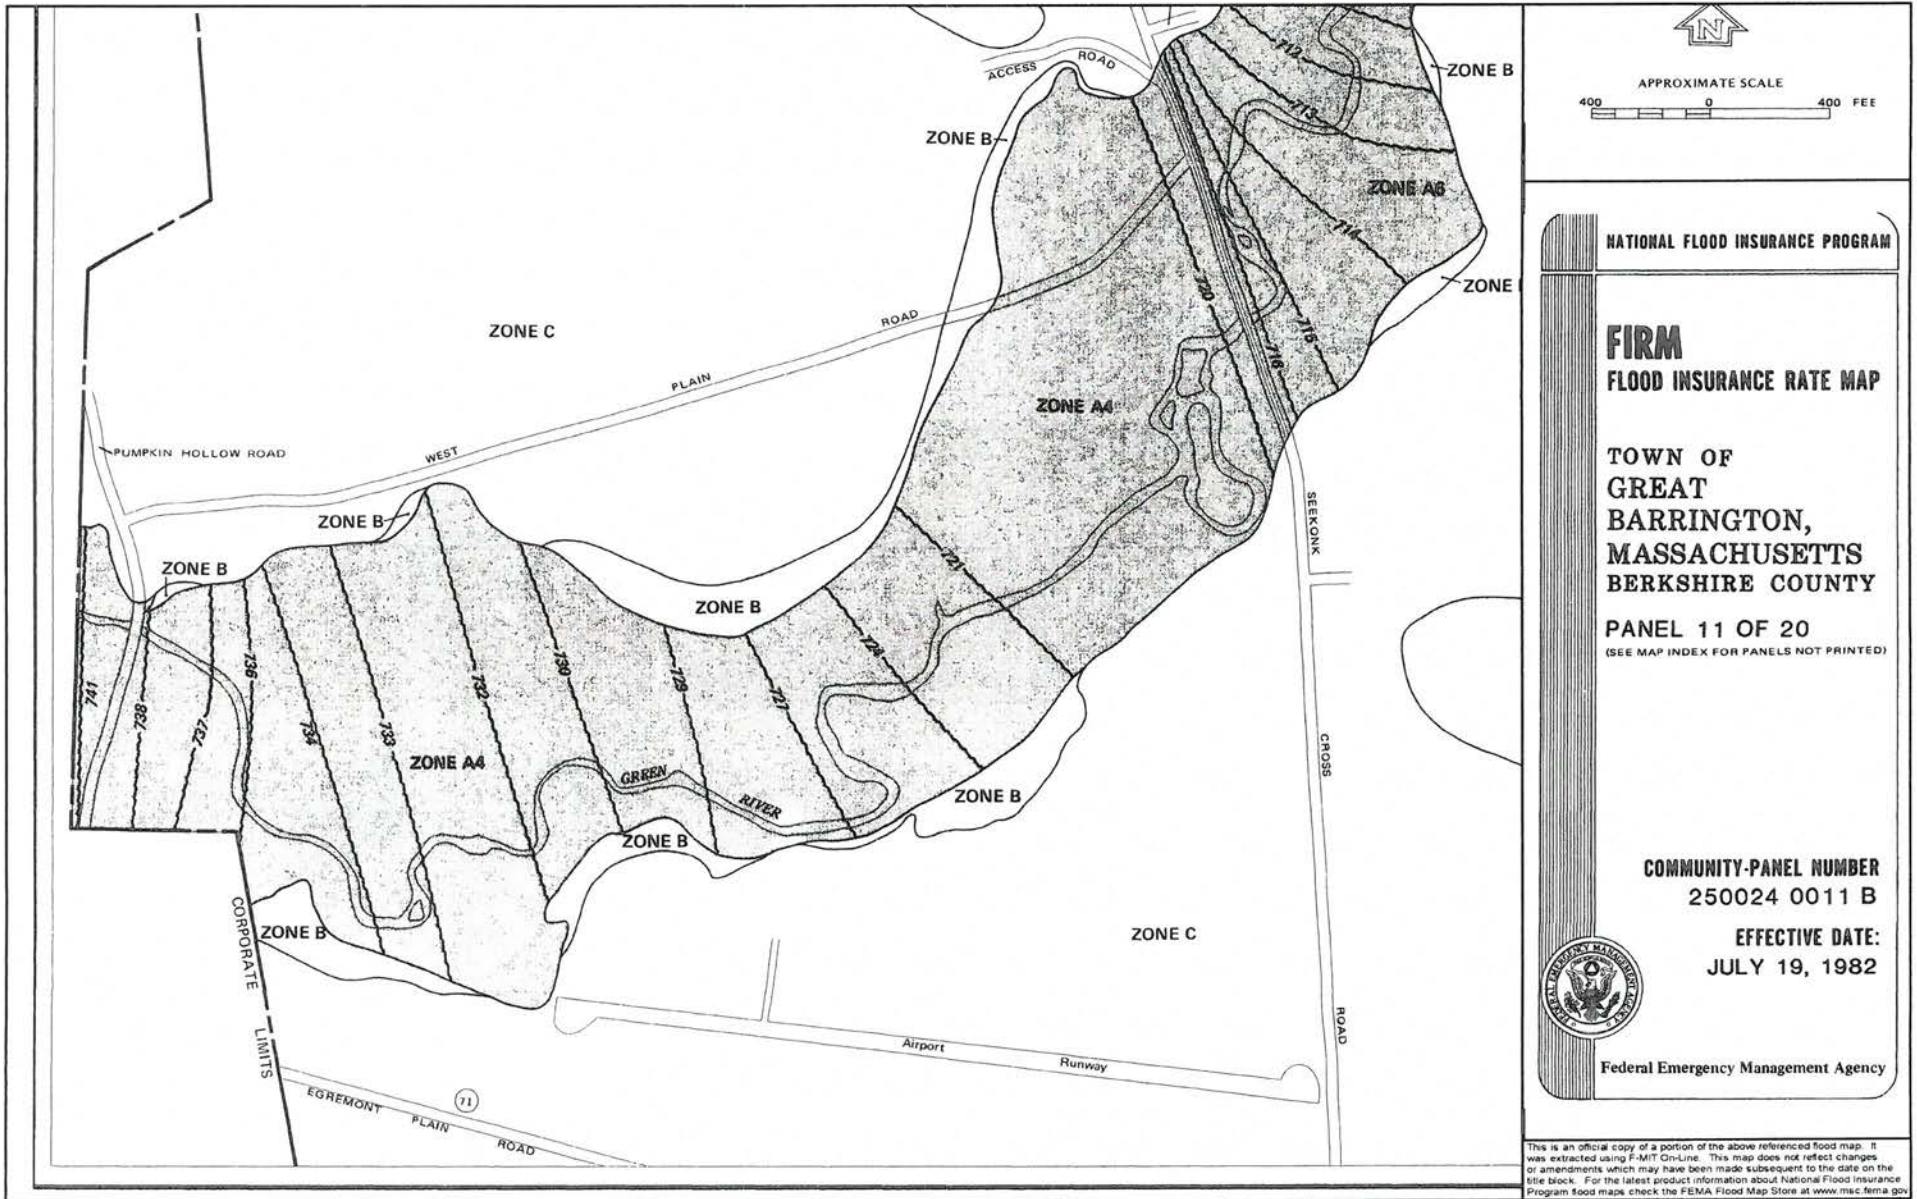 ACCESS ROAD
712
ZONE B
ZONE B
713
ZONE A6
714
ZONE
ZONE C
ROAD
720
715
716
PLAIN
ZONE A4
PUMPKIN HOLLOW ROAD
WEST
ZONE B
SEEKONK
ZONE B
721
ZONE B
724
736
730
729
741
732
727
738
737
734
733
ZONE A4
GREEN
RIVER
CROSS
ZONE B
ZONE B
CORPORATE LIMITS
ZONE B
ZONE C
ROAD
Airport Runway
71
EGREMONT PLAIN ROAD
N
APPROXIMATE SCALE
400 0 400 FEE
NATIONAL FLOOD INSURANCE PROGRAM
FIRM
FLOOD INSURANCE RATE MAP
TOWN OF
GREAT
BARRINGTON,
MASSACHUSETTS
BERKSHIRE COUNTY
PANEL 11 OF 20
(SEE MAP INDEX FOR PANELS NOT PRINTED)
COMMUNITY-PANEL NUMBER
250024 0011 B
EFFECTIVE DATE:
JULY 19, 1982
FEDERAL EMERGENCY MANAGEMENT AGENCY
Federal Emergency Management Agency
This is an official copy of a portion of the above referenced flood map. It
was extracted using F-MIT On-Line. This map does not reflect changes
or amendments which may have been made subsequent to the date on the
title block. For the latest product information about National Flood Insurance
Program flood maps check the FEMA Flood Map Store at www.msc.fema.gov